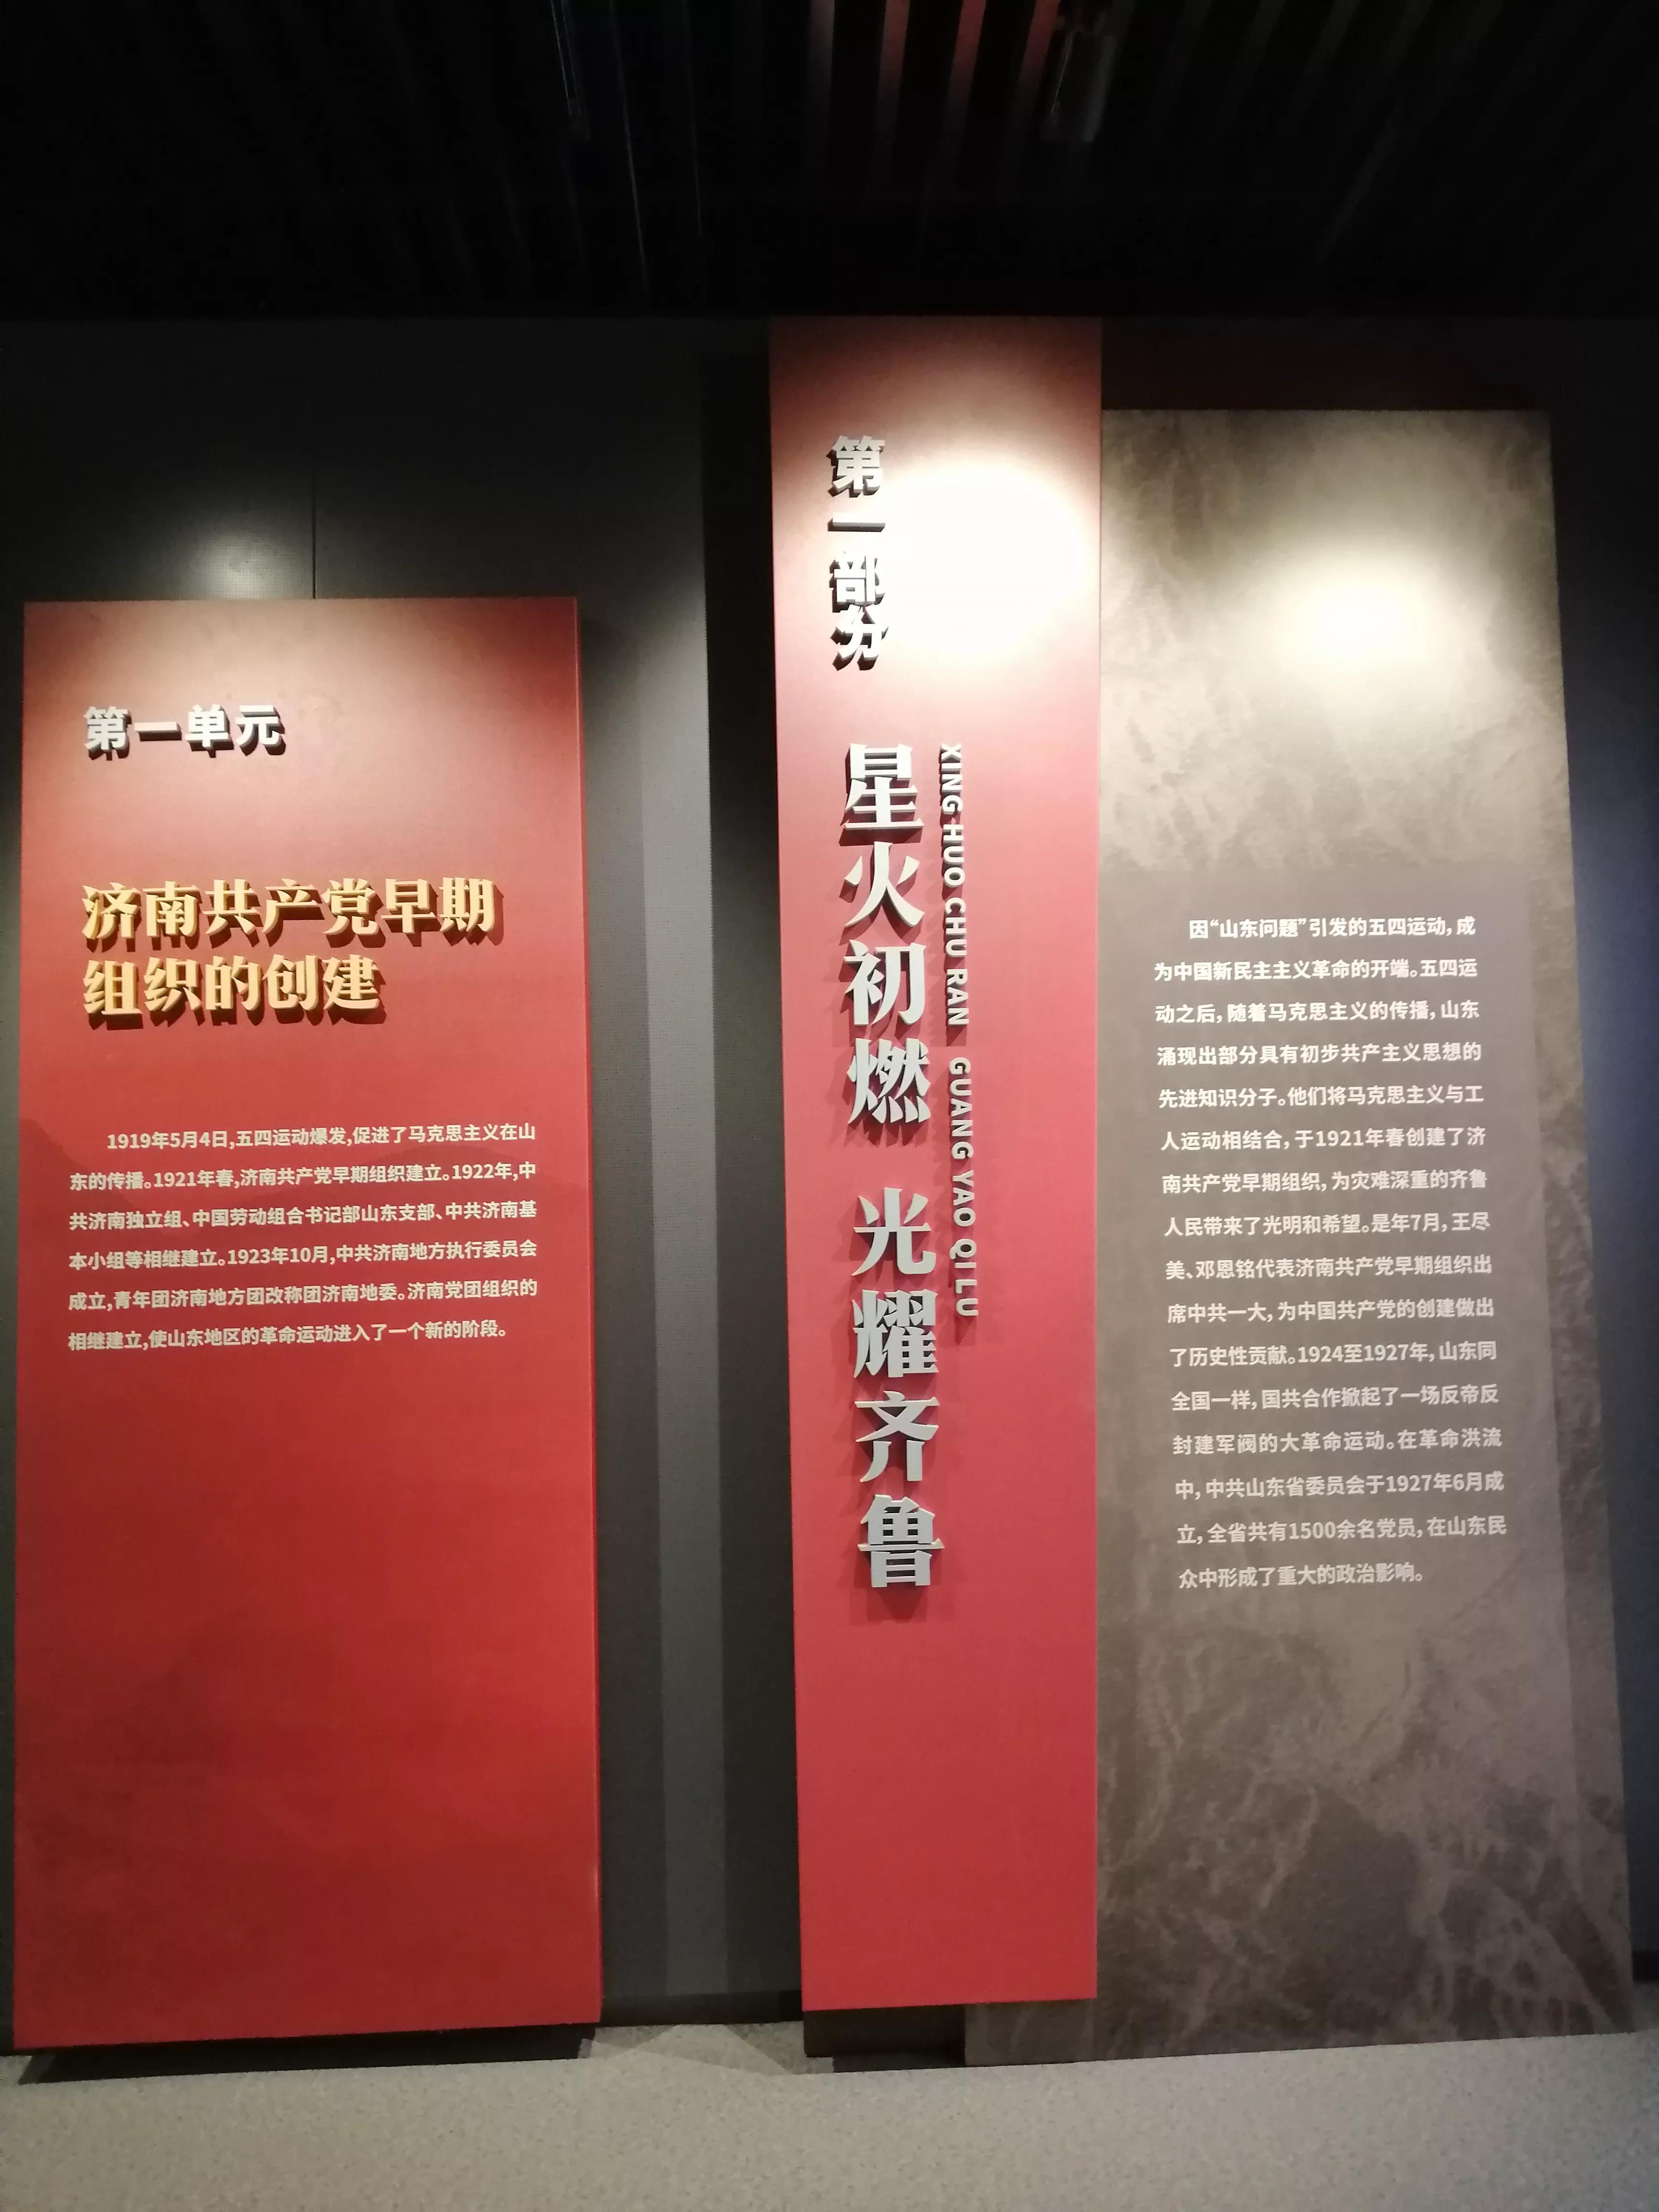 第一单元
济南共产党早期
组织的创建
1919年5月4日,五四运动爆发,促进了马克思主义在山
东的传播。1921年春,济南共产党早期组织建立。1922年,中
共济南独立组、中国劳动组合书记部山东支部、中共济南基
本小组等相继建立。1923年10月,中共济南地方执行委员会
成立,青年团济南地方团改称团济南地委。济南党团组织的
相继建立,使山东地区的革命运动进入了一个新的阶段。
第一部分
星火初燃 光耀齐鲁
XING HUO CHU RAN GUANG YAO QI LU
因“山东问题”引发的五四运动,成
为中国新民主主义革命的开端。五四运
动之后,随着马克思主义的传播,山东
涌现出部分具有初步共产主义思想的
先进知识分子。他们将马克思主义与工
人运动相结合,于1921年春创建了济
南共产党早期组织,为灾难深重的齐鲁
人民带来了光明和希望。是年7月,王尽
美、邓恩铭代表济南共产党早期组织出
席中共一大,为中国共产党的创建做出
了历史性贡献。1924至1927年,山东同
全国一样,国共合作掀起了一场反帝反
封建军阀的大革命运动。在革命洪流
中,中共山东省委员会于1927年6月成
立,全省共有1500余名党员,在山东民
众中形成了重大的政治影响。